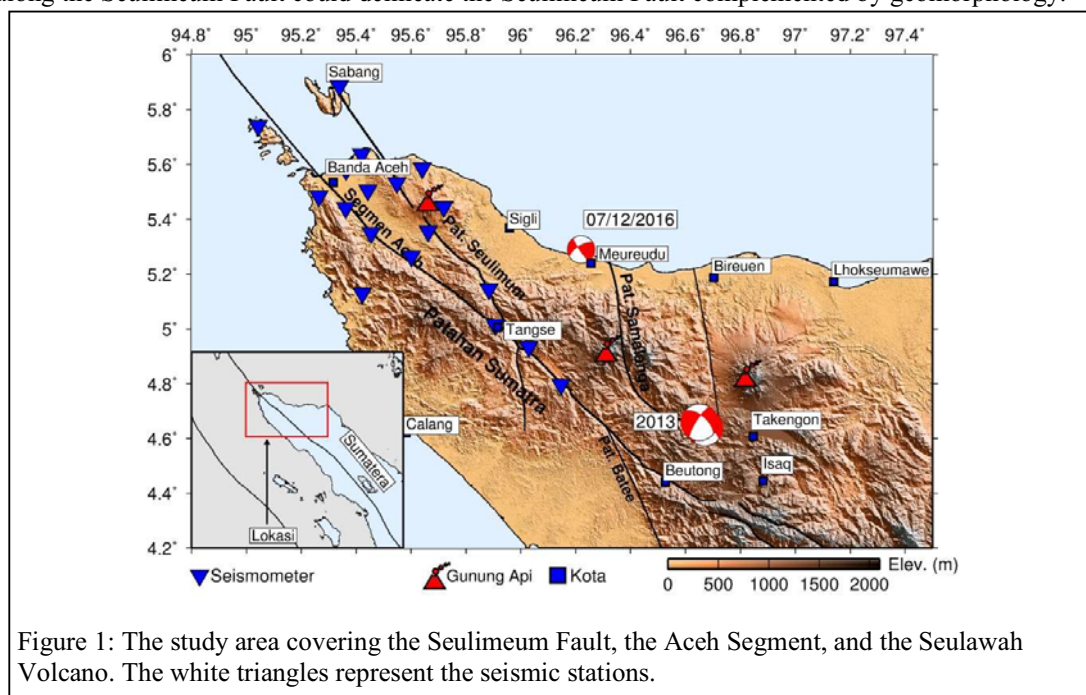 along the Seulimeum Fault could delineate the Seulimeum Fault complemented by geomorphology.
94.8 95 95.2 95.4 95.6 95.8 96 96.2 96.4 96.6 96.8 97 97.2 97.4
6˚
5.8˚
5.6˚
5.4˚
5.2˚
5˚
4.8˚
4.6˚
4.4˚
4.2˚
Sabang
Banda Aceh
Segmen Aceh
Pat. Seulimum
Sigli
07/12/2016
Meureudu
Bireuen
Lhokseumawe
Pat. Samalanga
Tangse
Patahan Sumatra
2013
Takengon
Calang
Pat. Batee
Beutong
Isaq
Sumatera
Lokasi
Seismometer
Gunung Api
Kota
Elev. (m)
0 500 1000 1500 2000
Figure 1: The study area covering the Seulimeum Fault, the Aceh Segment, and the Seulawah
Volcano. The white triangles represent the seismic stations.